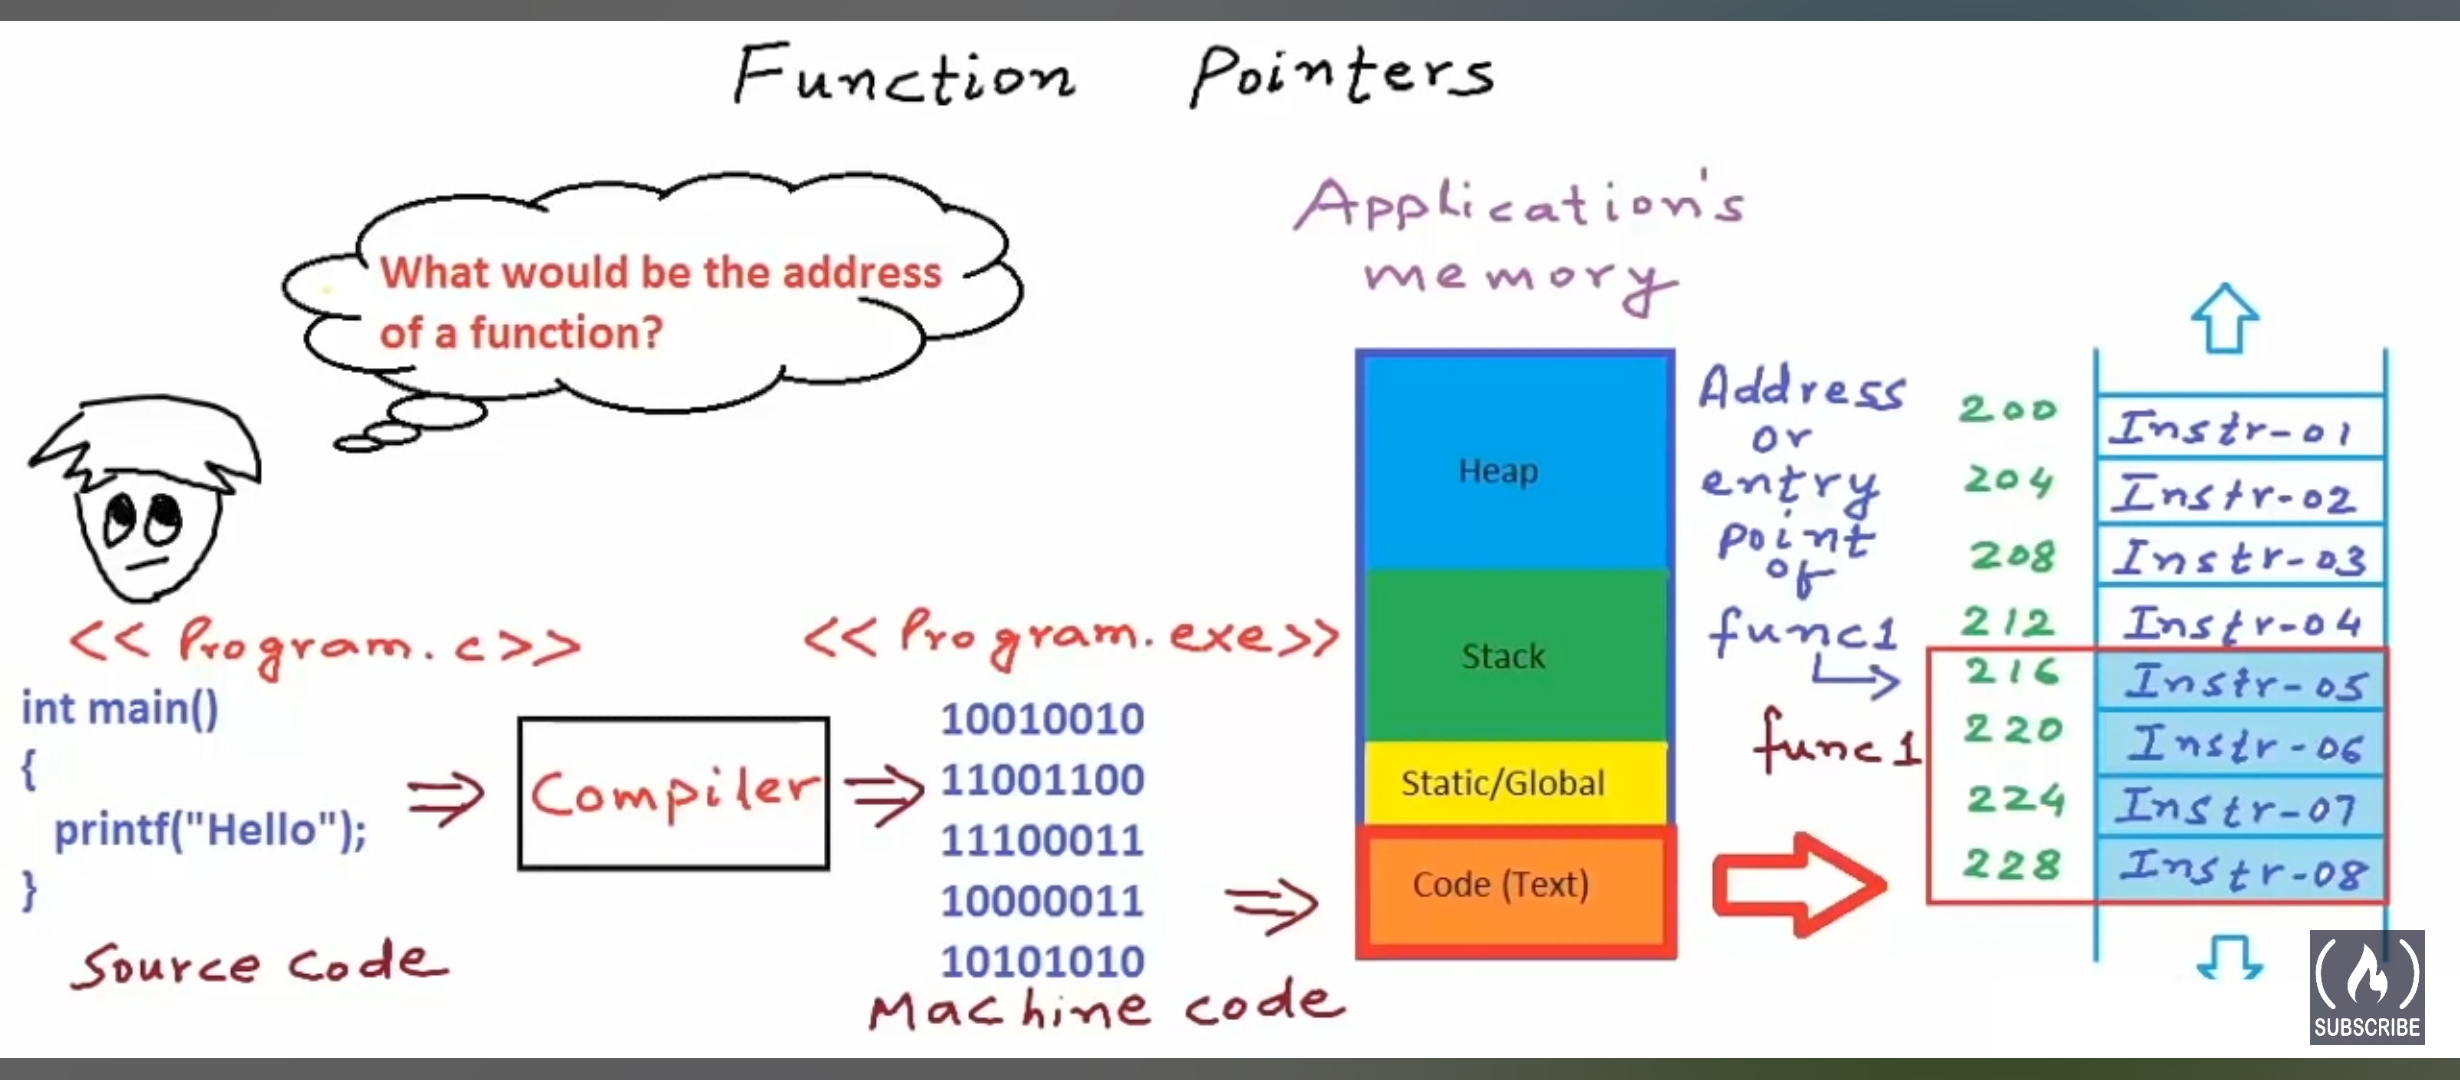 Function Pointers
What would be the address
of a function?
Application's
memory
<< Program.c>>
int main()
{
printf("Hello");
}
Source code
Compiler
<< Program.exe>>
10010010
11001100
11100011
10000011
10101010
Machine code
Heap
Stack
Static/Global
Code (Text)
Address
or
entry
point
of
func1
func1
200 Instr-01
204 Instr-02
208 Instr-03
212 Instr-04
216 Instr-05
220 Instr-06
224 Instr-07
228 Instr-08
SUBSCRIBE